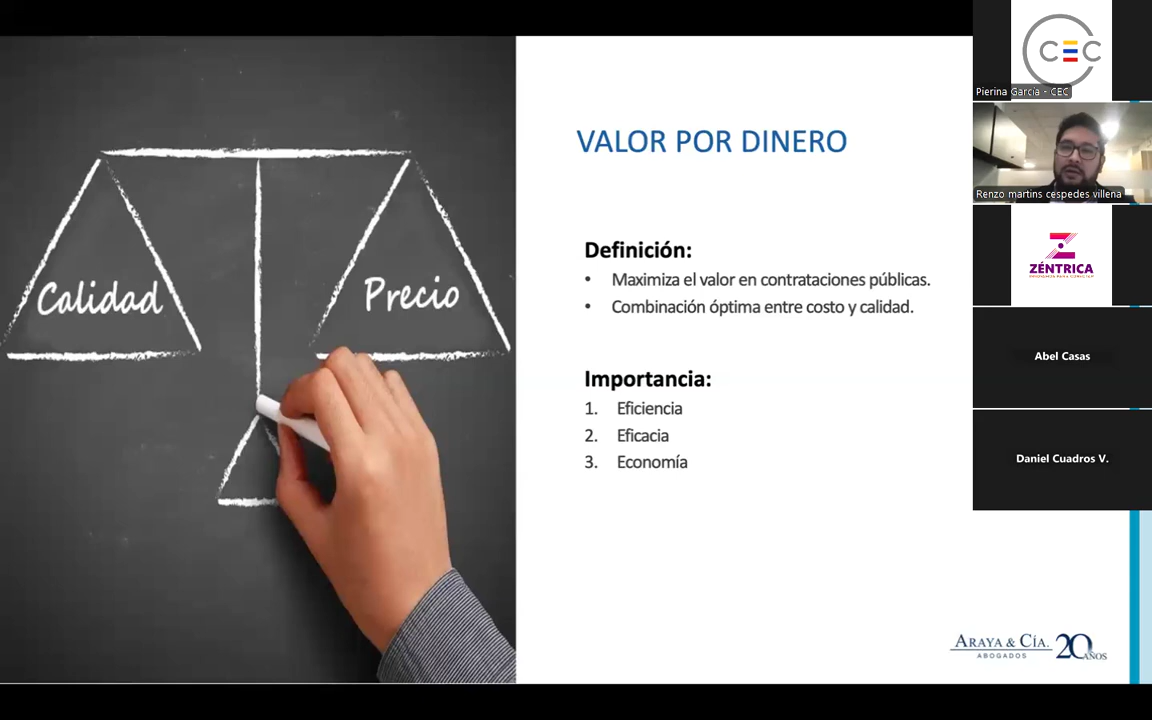 Calidad
Precio
VALOR POR DINERO
Definición:
• Maximiza el valor en contrataciones públicas.
• Combinación óptima entre costo y calidad.
Importancia:
1. Eficiencia
2. Eficacia
3. Economía
ARAYA & CÍA.
ABOGADOS
20 AÑOS
CEC
Pierina García - CEC
Renzo martins cespedes villena
ZÉNTRICA
Abel Casas
Daniel Cuadros V.